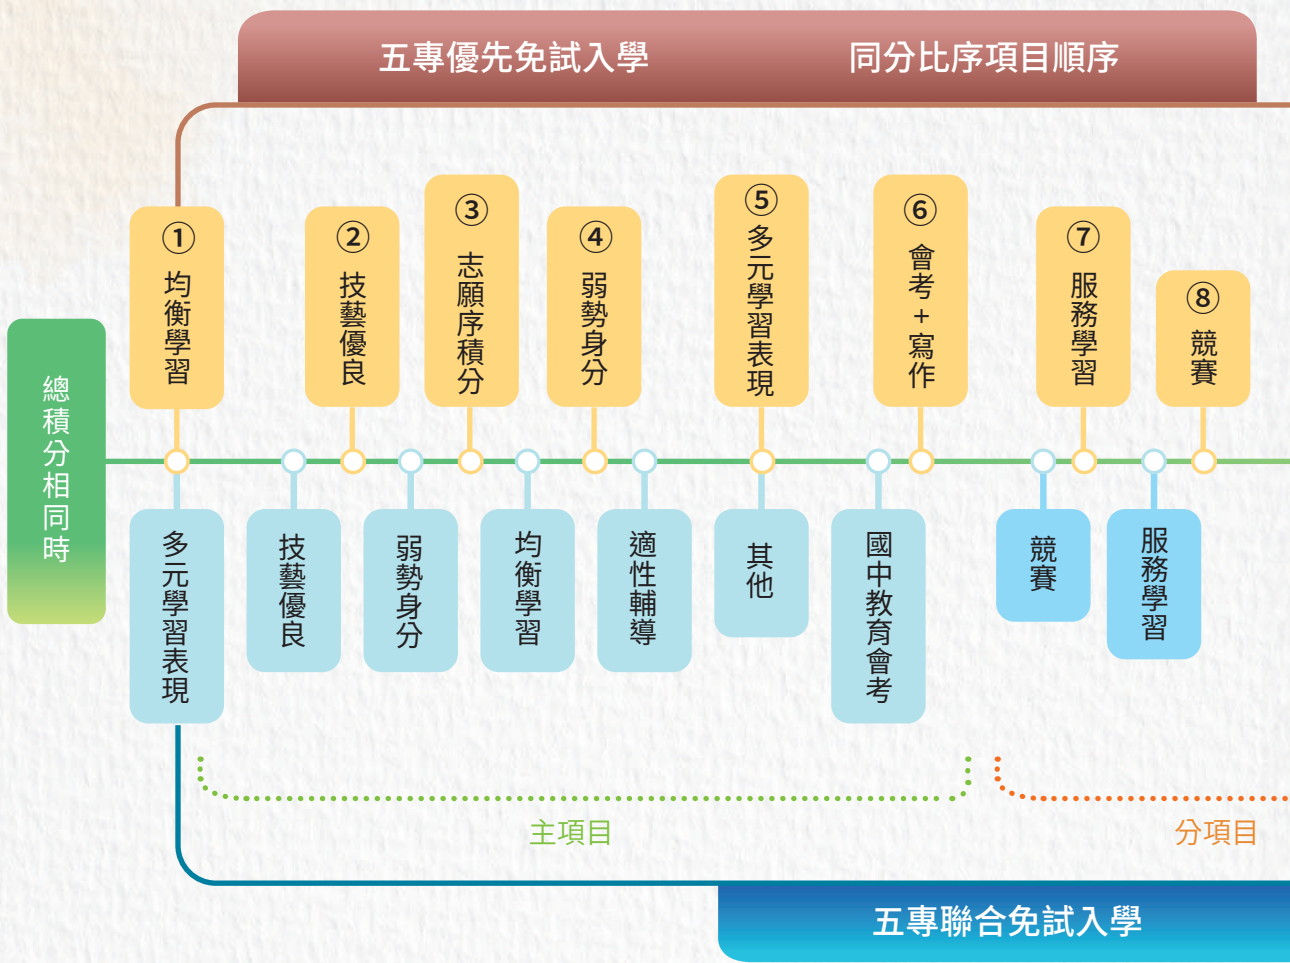 五專優先免試入學 同分比序項目順序
總積分相同時
① 均衡學習
② 技藝優良
③ 志願序積分
④ 弱勢身分
⑤ 多元學習表現
⑥ 會考+寫作
⑦ 服務學習
⑧ 競賽
多元學習表現
技藝優良
弱勢身分
均衡學習
適性輔導
其他
國中教育會考
競賽
服務學習
主項目
分項目
五專聯合免試入學